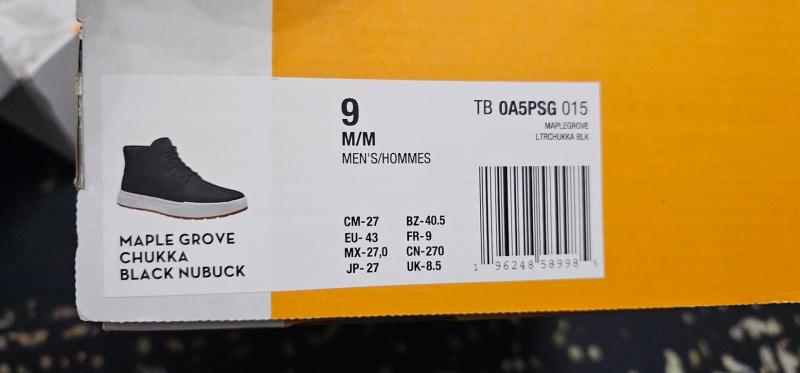 9
M/M
MEN'S/HOMMES
TB 0A5PSG 015
MAPLEGROVE
LTRCHUKKA BLK
CM-27 BZ-40.5
EU- 43 FR-9
MX-27,0 CN-270
JP- 27 UK-8.5
MAPLE GROVE
CHUKKA
BLACK NUBUCK
1 96248 58998 5